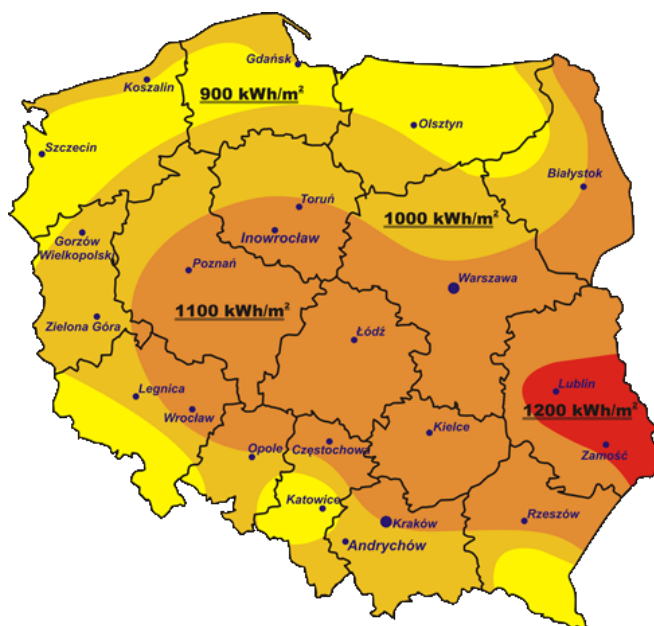 Gdańsk
Koszalin
900 kWh/m²
Olsztyn
Szczecin
Białystok
Toruń
1000 kWh/m²
Gorzów
Wielkopolski
Inowrocław
Poznań
Warszawa
1100 kWh/m²
Zielona Góra
Łódź
Lublin
Legnica
Wrocław
1200 kWh/m²
Kielce
Opole
Częstochowa
Zamość
Katowice
Kraków
Rzeszów
Andrychów